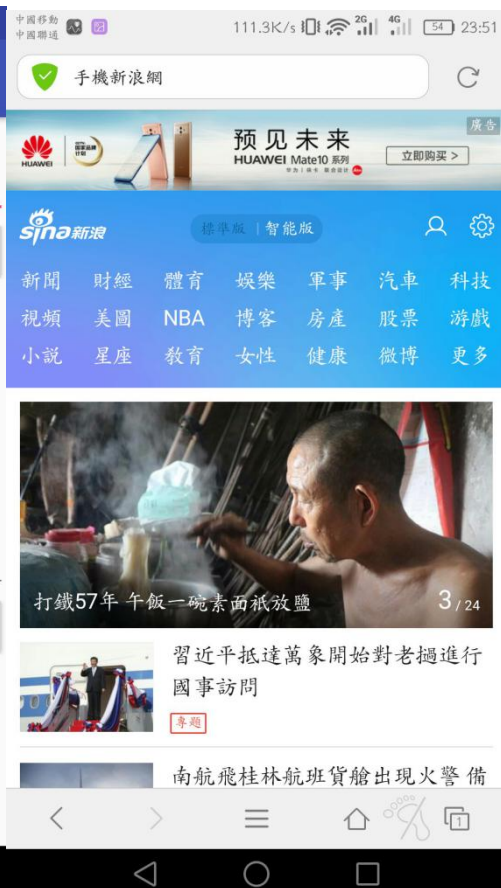 中國移動
中國聯通
111.3K/s 2G 4G 54 23:51
手機新浪網
廣告
HUAWEI
预见未来
HUAWEI Mate10 系列
立即购买 >
sina新浪
標準版 | 智能版
新聞 財經 體育 娛樂 軍事 汽車 科技
視頻 美圖 NBA 博客 房產 股票 游戲
小説 星座 教育 女性 健康 微博 更多
打鐵57年 午飯一碗素面衹放鹽
3 / 24
習近平抵達萬象開始對老撾進行
國事訪問
專題
南航飛桂林航班貨艙出現火警 備
1